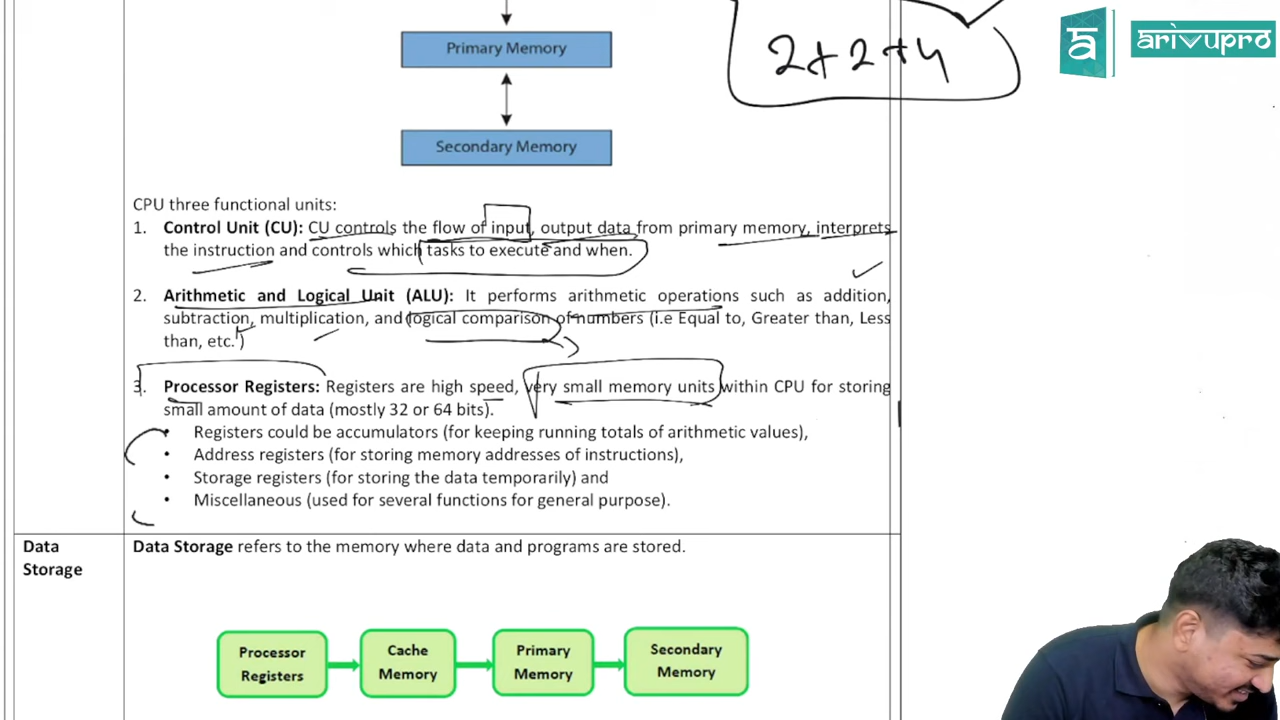 Primary Memory
2+2+4
ā
arivupro
Secondary Memory
CPU three functional units:
1. Control Unit (CU): CU controls the flow of input, output data from primary memory, interprets
the instruction and controls which tasks to execute and when.
2. Arithmetic and Logical Unit (ALU): It performs arithmetic operations such as addition,
subtraction, multiplication, and logical comparison of numbers (i.e Equal to, Greater than, Less
than, etc.)
3. Processor Registers: Registers are high speed, very small memory units within CPU for storing
small amount of data (mostly 32 or 64 bits).
• Registers could be accumulators (for keeping running totals of arithmetic values),
• Address registers (for storing memory addresses of instructions),
• Storage registers (for storing the data temporarily) and
• Miscellaneous (used for several functions for general purpose).
Data
Storage
Data Storage refers to the memory where data and programs are stored.
Processor
Registers
Cache
Memory
Primary
Memory
Secondary
Memory